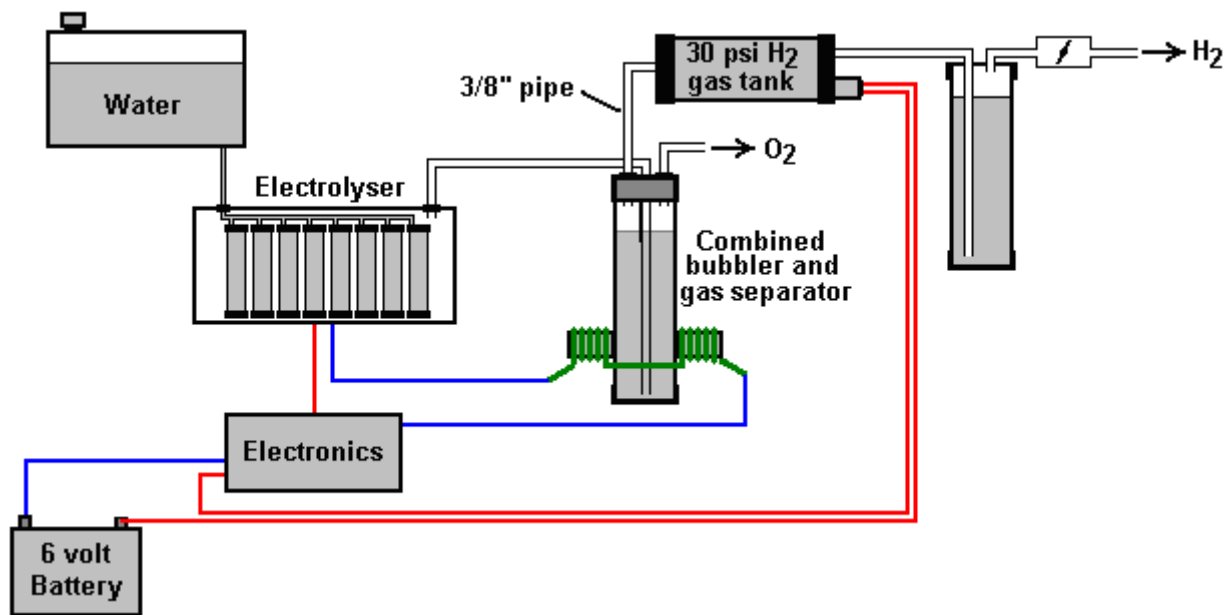 30 psi H2
gas tank
H2
3/8" pipe
Water
O2
Electrolyser
Combined
bubbler and
gas separator
Electronics
6 volt
Battery